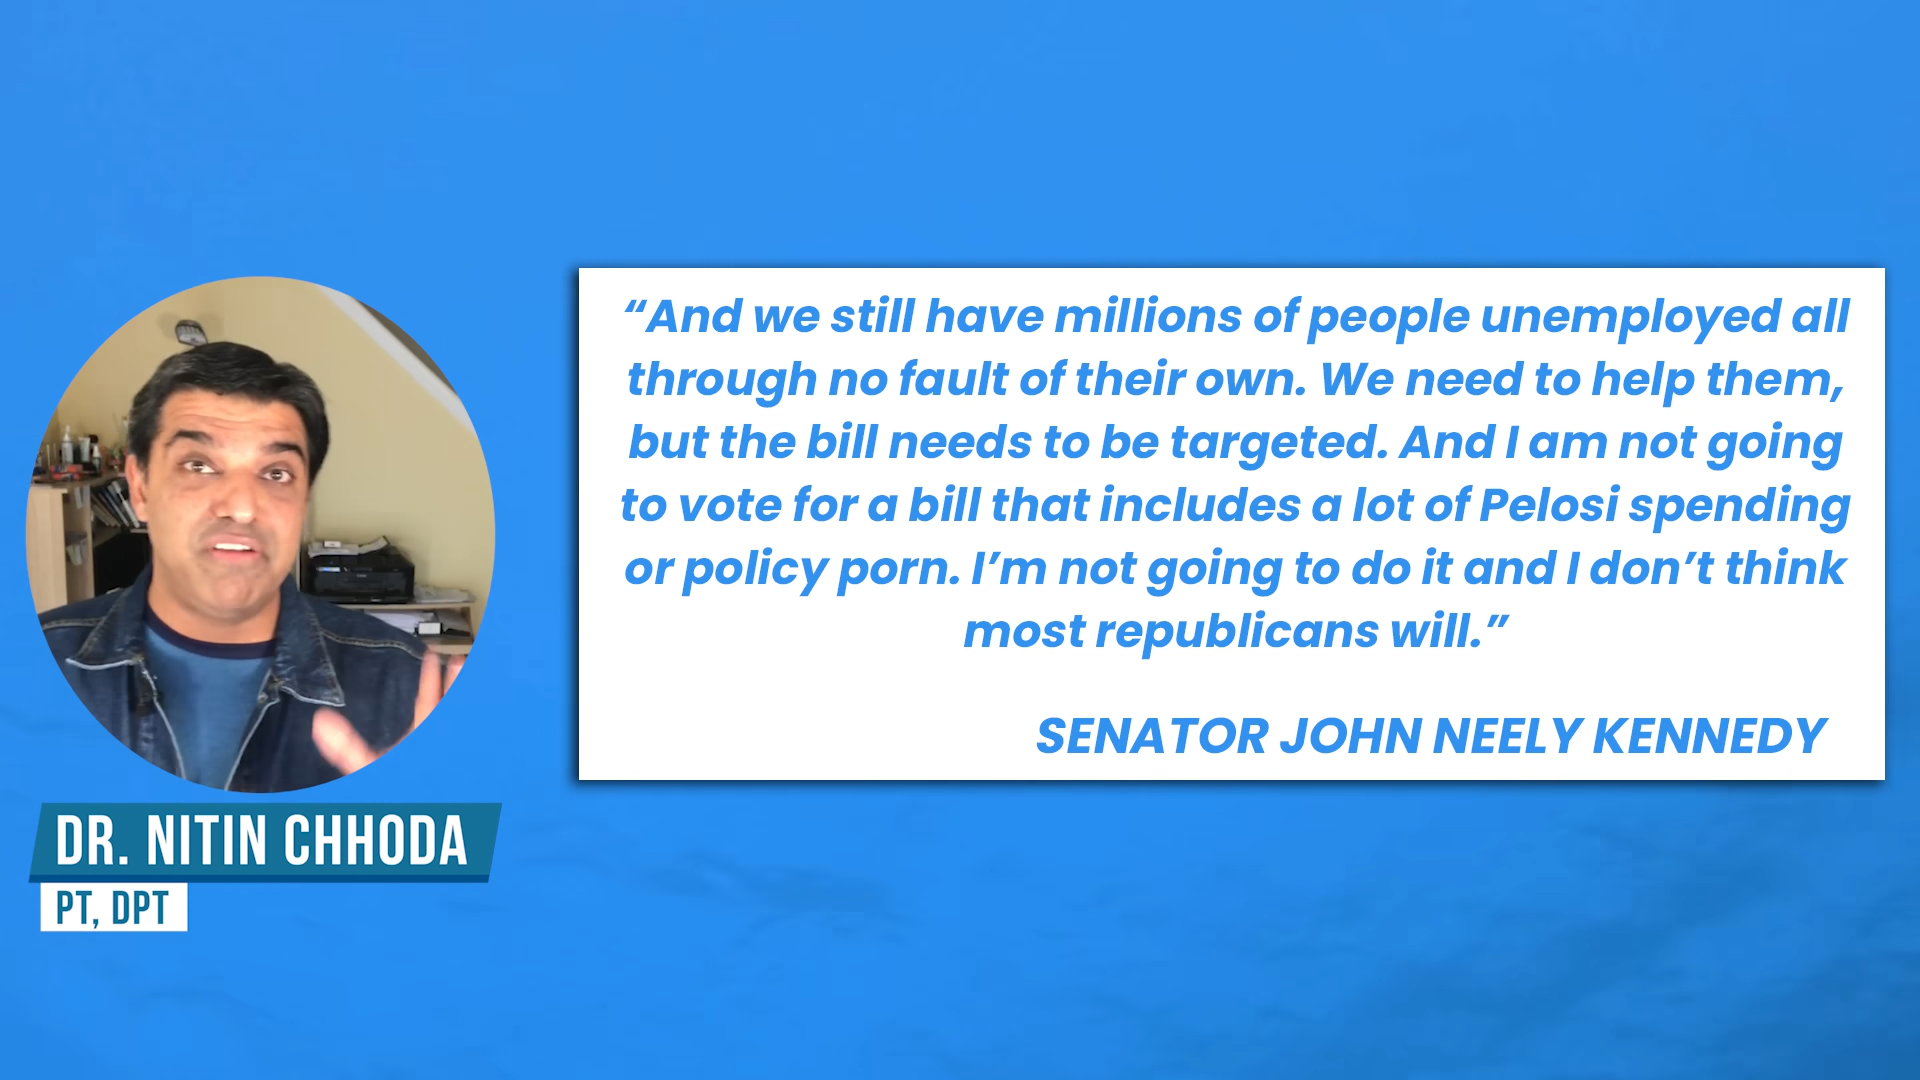 “And we still have millions of people unemployed all
through no fault of their own. We need to help them,
but the bill needs to be targeted. And I am not going
to vote for a bill that includes a lot of Pelosi spending
or policy porn. I’m not going to do it and I don’t think
most republicans will.”
SENATOR JOHN NEELY KENNEDY
DR. NITIN CHHODA
PT, DPT